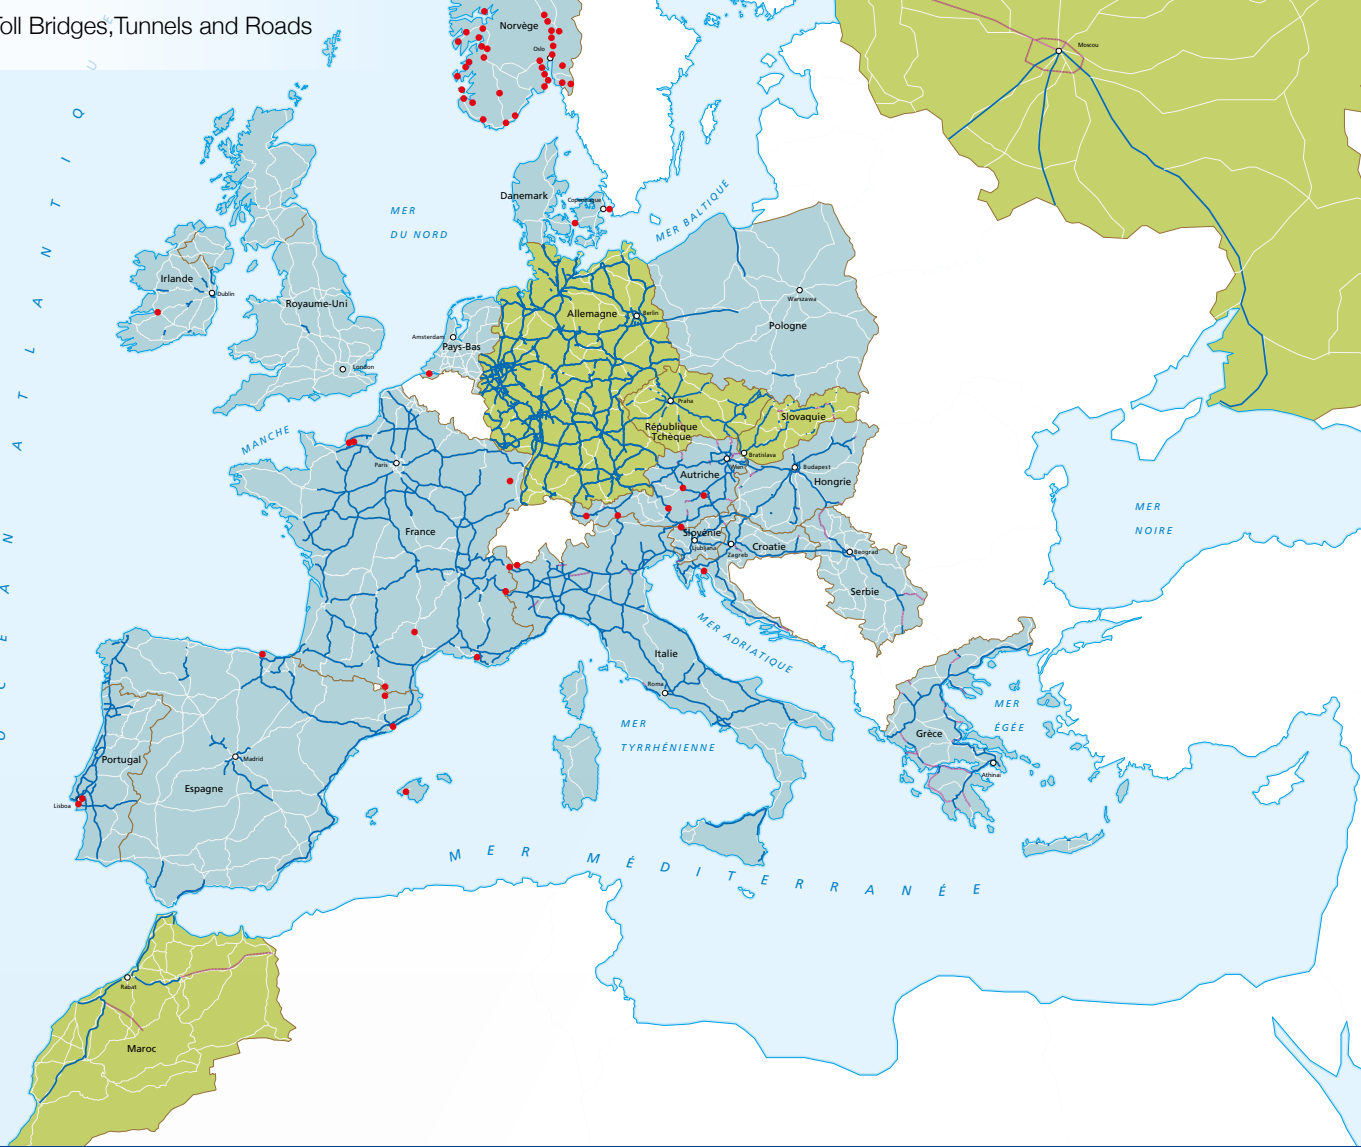 oll Bridges,Tunnels and Roads
Norvège
Oslo
Moscou
MER
DU NORD
Danemark
Copenhague
MER BALTIQUE
Irlande
Dublin
Royaume-Uni
London
Amsterdam
Pays-Bas
Allemagne
Berlin
Warszawa
Pologne
MANCHE
Paris
Praha
République
Tchèque
Slovaquie
Bratislava
Wien
Autriche
Budapest
Hongrie
France
Slovénie
Ljubljana
Zagreb
Croatie
Beograd
Serbie
MER
NOIRE
MER ADRIATIQUE
Italie
Roma
MER
TYRRHÉNIENNE
MER
ÉGÉE
Grèce
Athinai
Portugal
Lisboa
Madrid
Espagne
MER MÉDITERRANÉE
OCEAN ATLANTIQUE
Rabat
Maroc